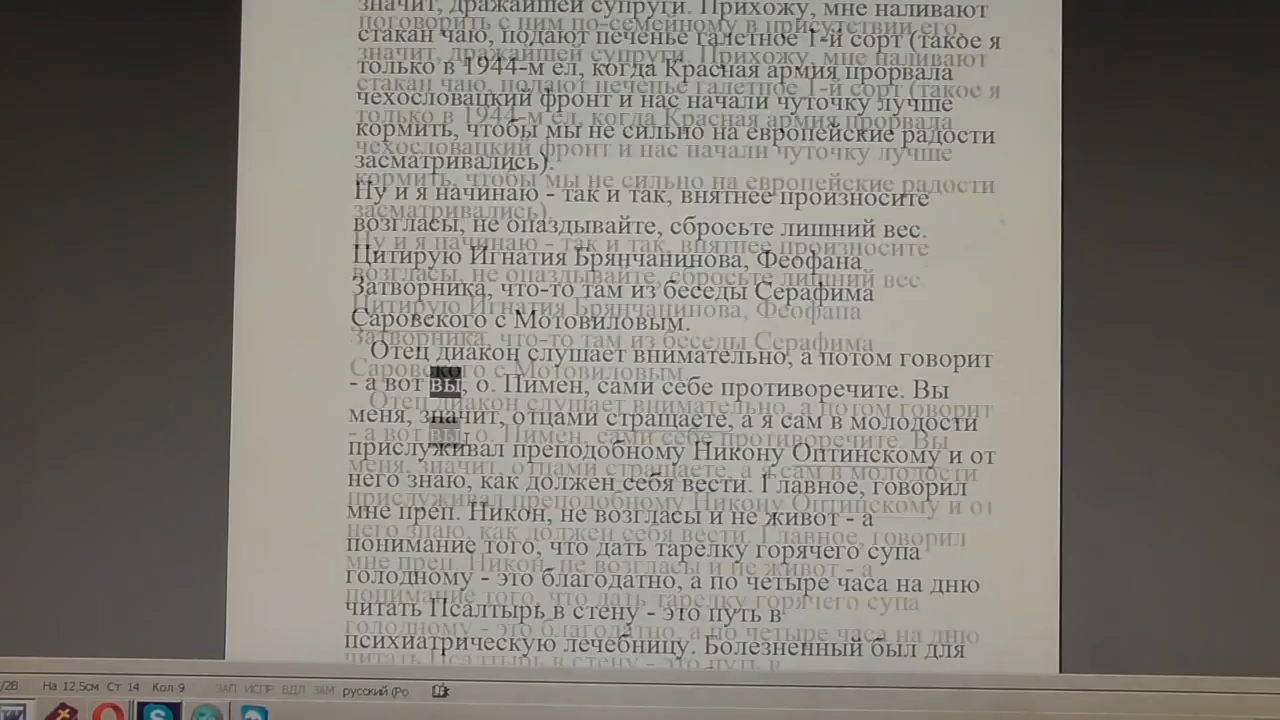 значит, дражайшей супруги. Прихожу, мне наливают
стакан чаю, подают печенье галетное 1-й сорт (такое я
только в 1944-м ел, когда Красная армия прорвала
чехословацкий фронт и нас начали чуточку лучше
кормить, чтобы мы не сильно на европейские радости
засматривались).
Ну и я начинаю - так и так, внятнее произносите
возгласы, не опаздывайте, сбросьте лишний вес.
Цитирую Игнатия Брянчанинова, Феофана
Затворника, что-то там из беседы Серафима
Саровского с Мотовиловым.
Отец диакон слушает внимательно, а потом говорит
- а вот вы, о. Пимен, сами себе противоречите. Вы
меня, значит, отцами стращаете, а я сам в молодости
прислуживал преподобному Никону Оптинскому и от
него знаю, как должен себя вести. Главное, говорил
мне преп. Никон, не возгласы и не живот - а
понимание того, что дать тарелку горячего супа
голодному - это благодатно, а по четыре часа на дню
читать Псалтырь в стену - это путь в
психиатрическую лечебницу. Болезненный был для
/28 На 12,5см Ст 14 Кол 9 ЗАП ИСПР ВДЛ ЗАМ русский (Ро